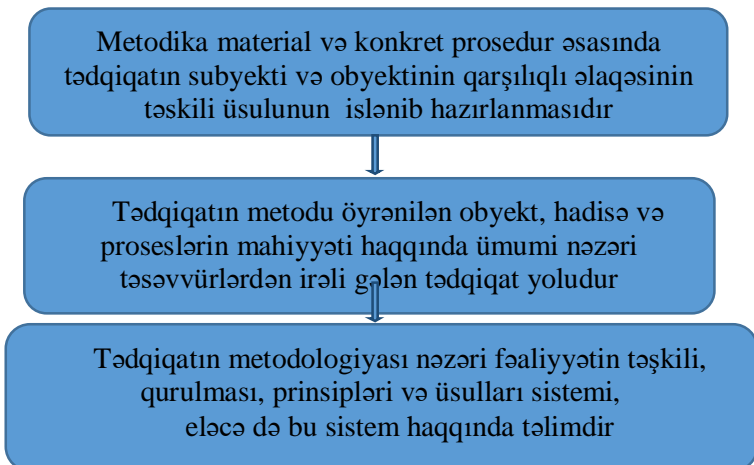 Metodika material və konkret prosedur əsasında
tədqiqatın subyekti və obyektinin qarşılıqlı əlaqəsinin
təskili üsulunun islənib hazırlanmasıdır
Tədqiqatın metodu öyrənilən obyekt, hadisə və
proseslərin mahiyyəti haqqında ümumi nəzəri
təsəvvürlərdən irəli gələn tədqiqat yoludur
Tədqiqatın metodologiyası nəzəri fəaliyyətin təşkili,
qurulması, prinsipləri və üsulları sistemi,
eləcə də bu sistem haqqında təlimdir